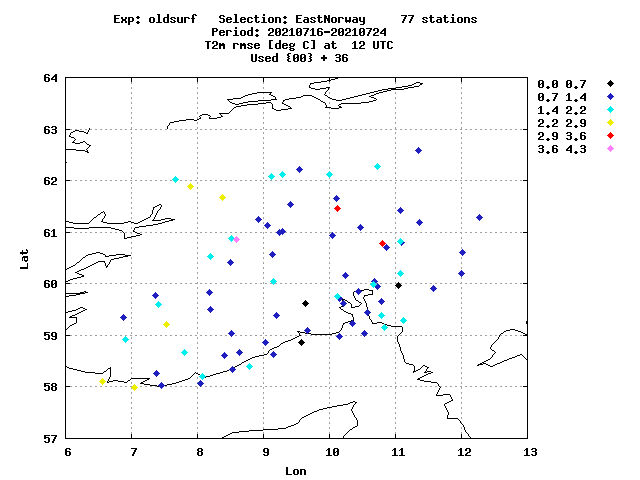 Exp: oldsurf   Selection: EastNorway     77 stations
Period: 20210716-20210724
T2m rmse [deg C] at  12 UTC
Used {00} + 36
64
63
62
61
60
59
58
57
6 7 8 9 10 11 12 13
Lat
Lon
0.0 0.7
0.7 1.4
1.4 2.2
2.2 2.9
2.9 3.6
3.6 4.3